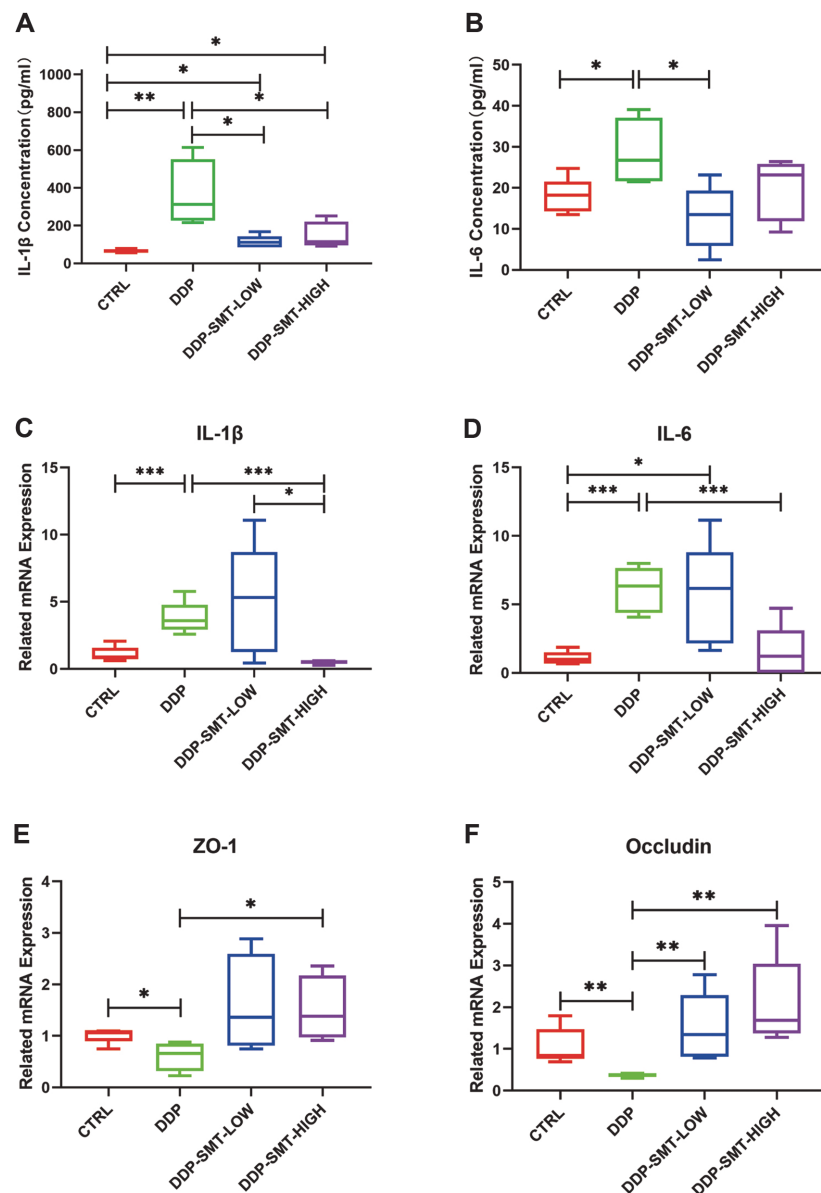 A
IL-1β Concentration(pg/ml)
1000
800
600
400
200
0
*
*
**
*
*
CTRL
DDP
DDP-SMT-LOW
DDP-SMT-HIGH
B
IL-6 Concentration(pg/ml)
50
40
30
20
10
0
*
*
CTRL
DDP
DDP-SMT-LOW
DDP-SMT-HIGH
C
IL-1β
Related mRNA Expression
15
10
5
0
***
***
*
CTRL
DDP
DDP-SMT-LOW
DDP-SMT-HIGH
D
IL-6
Related mRNA Expression
15
10
5
0
*
***
***
CTRL
DDP
DDP-SMT-LOW
DDP-SMT-HIGH
E
ZO-1
Related mRNA Expression
4
3
2
1
0
*
*
CTRL
DDP
DDP-SMT-LOW
DDP-SMT-HIGH
F
Occludin
Related mRNA Expression
5
4
3
2
1
0
**
**
**
CTRL
DDP
DDP-SMT-LOW
DDP-SMT-HIGH